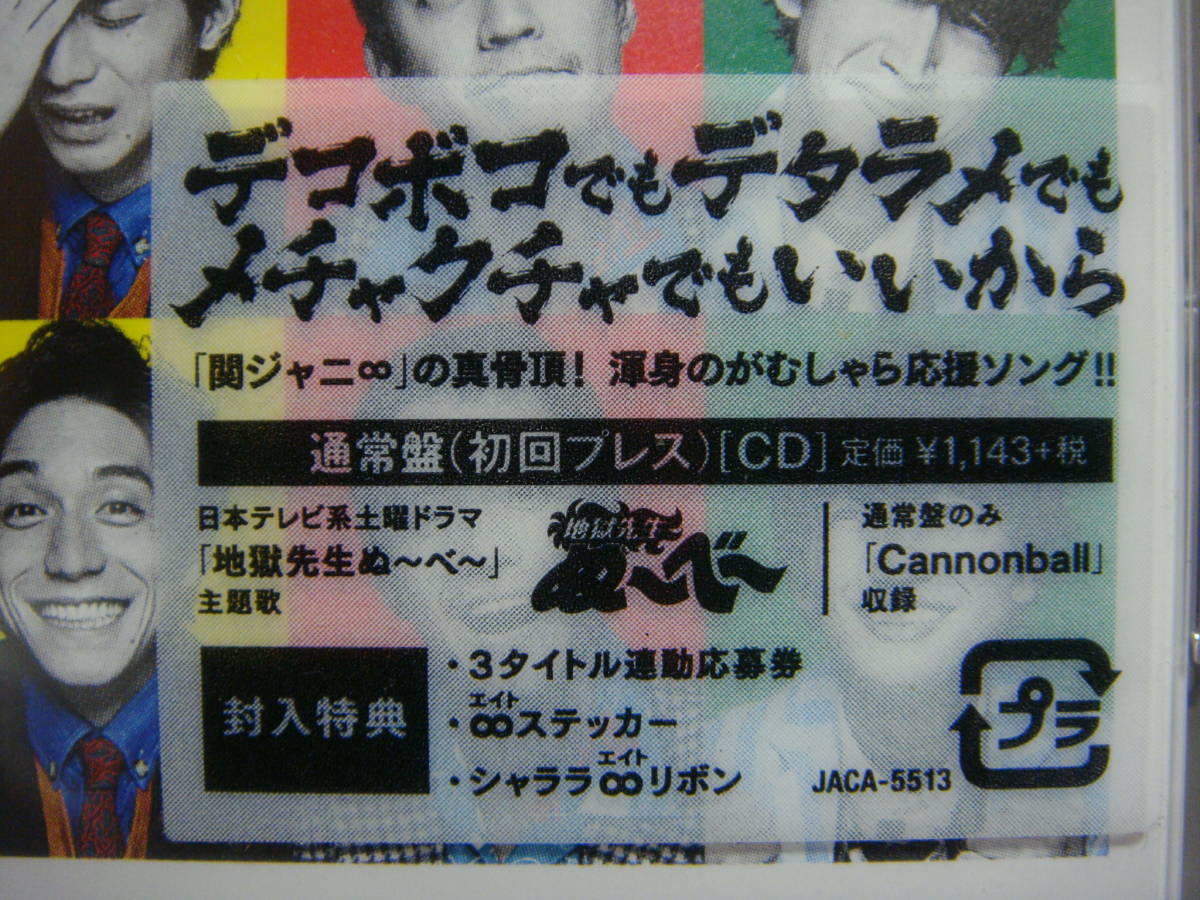 デコボコでもデタラメでも
メチャクチャでもいいから
「関ジャニ∞」の真骨頂！ 渾身のがむしゃら応援ソング!!
通常盤(初回プレス)[CD] 定価 ¥1,143+税
日本テレビ系土曜ドラマ
「地獄先生ぬ～べ～」
主題歌
地獄先生
ぬ～べ～
通常盤のみ
「Cannonball」
収録
封入特典
・3タイトル連動応募券
エイト
・∞ステッカー
エイト
・シャララ∞リボン
JACA-5513
プラ